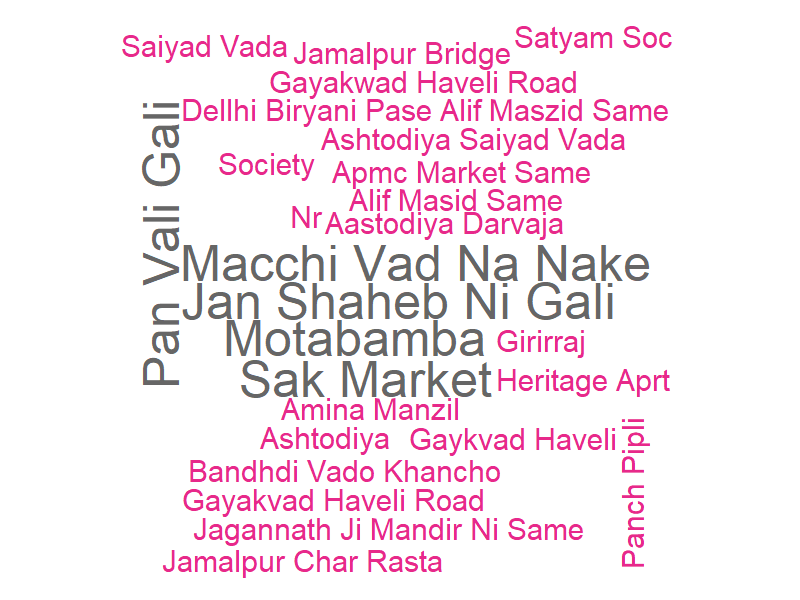 Saiyad Vada
Jamalpur Bridge
Satyam Soc
Gayakwad Haveli Road
Dellhi Biryani Pase Alif Maszid Same
Ashtodiya Saiyad Vada
Society
Apmc Market Same
Alif Masid Same
Nr
Aastodiya Darvaja
Pan Vali Gali
Macchi Vad Na Nake
Jan Shaheb Ni Gali
Motabamba
Girirraj
Sak Market
Heritage Aprt
Amina Manzil
Ashtodiya
Gaykvad Haveli
Panch Pipli
Bandhdi Vado Khancho
Gayakvad Haveli Road
Jagannath Ji Mandir Ni Same
Jamalpur Char Rasta